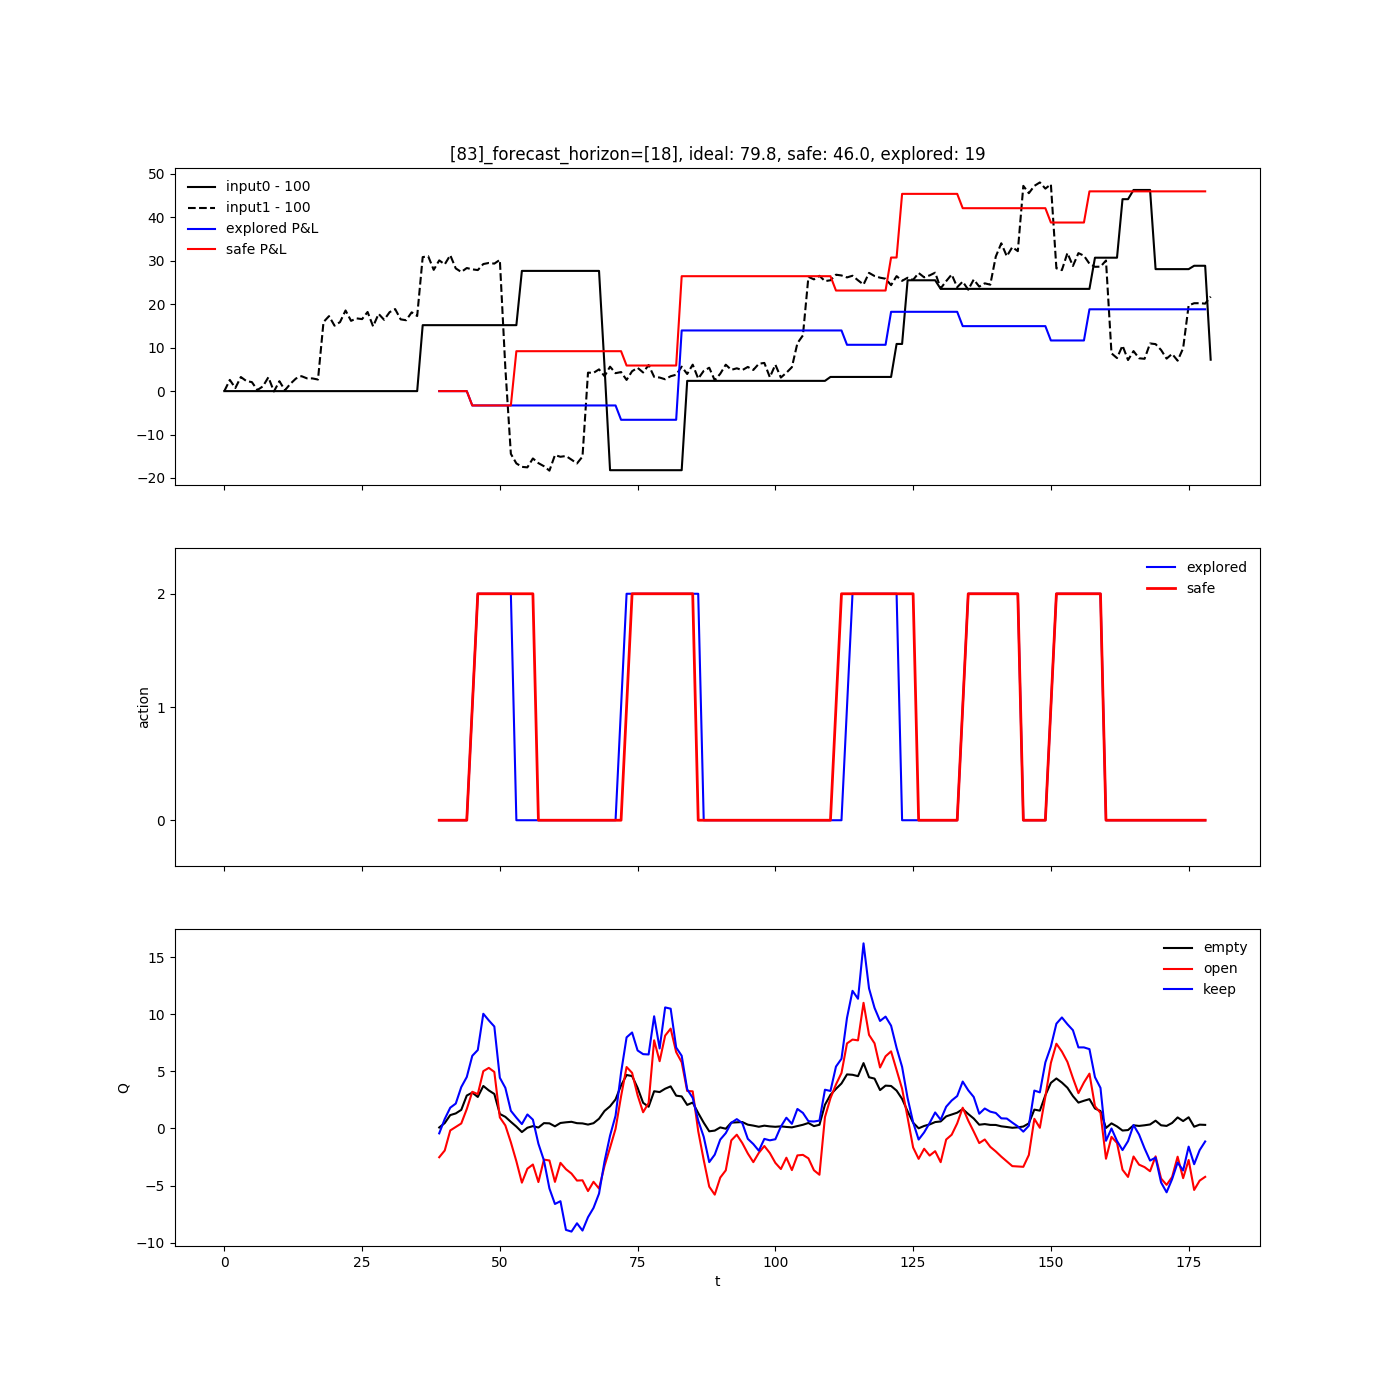 [83]_forecast_horizon=[18], ideal: 79.8, safe: 46.0, explored: 19
50
40
30
20
10
0
−10
−20
input0 - 100
input1 - 100
explored P&L
safe P&L
action
2
1
0
explored
safe
Q
15
10
5
0
−5
−10
empty
open
keep
0 25 50 75 100 125 150 175
t